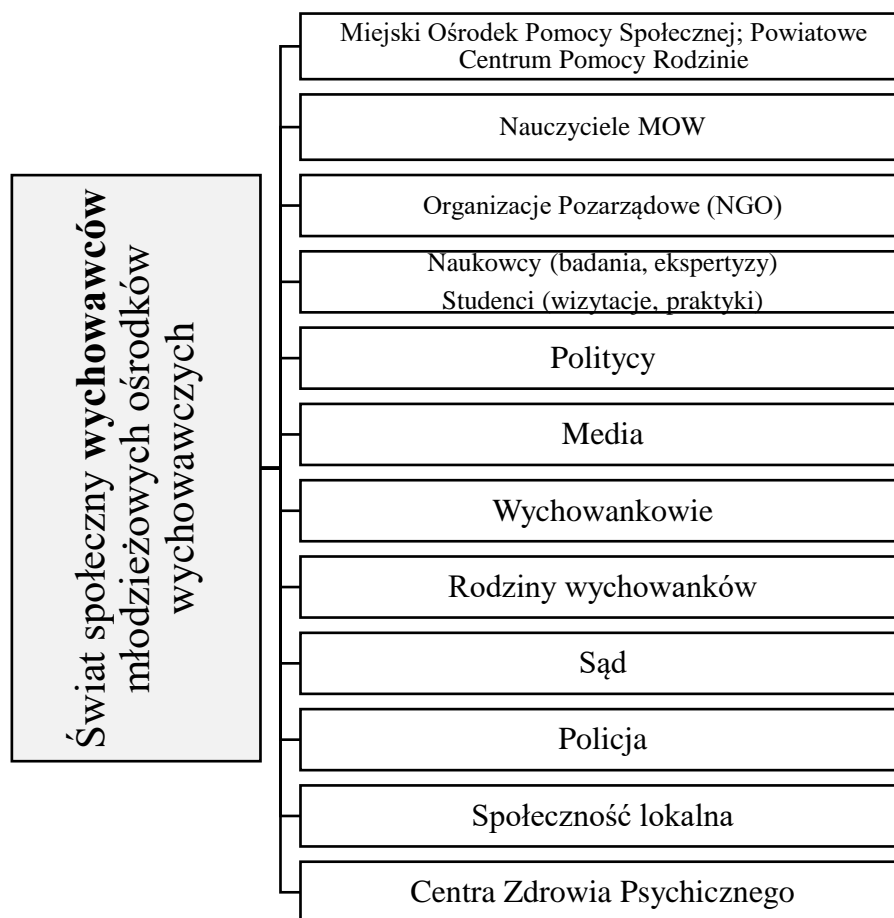 Świat społeczny wychowawców
młodzieżowych ośrodków
wychowawczych
Miejski Ośrodek Pomocy Społecznej; Powiatowe
Centrum Pomocy Rodzinie
Nauczyciele MOW
Organizacje Pozarządowe (NGO)
Naukowcy (badania, ekspertyzy)
Studenci (wizytacje, praktyki)
Politycy
Media
Wychowankowie
Rodziny wychowanków
Sąd
Policja
Społeczność lokalna
Centra Zdrowia Psychicznego